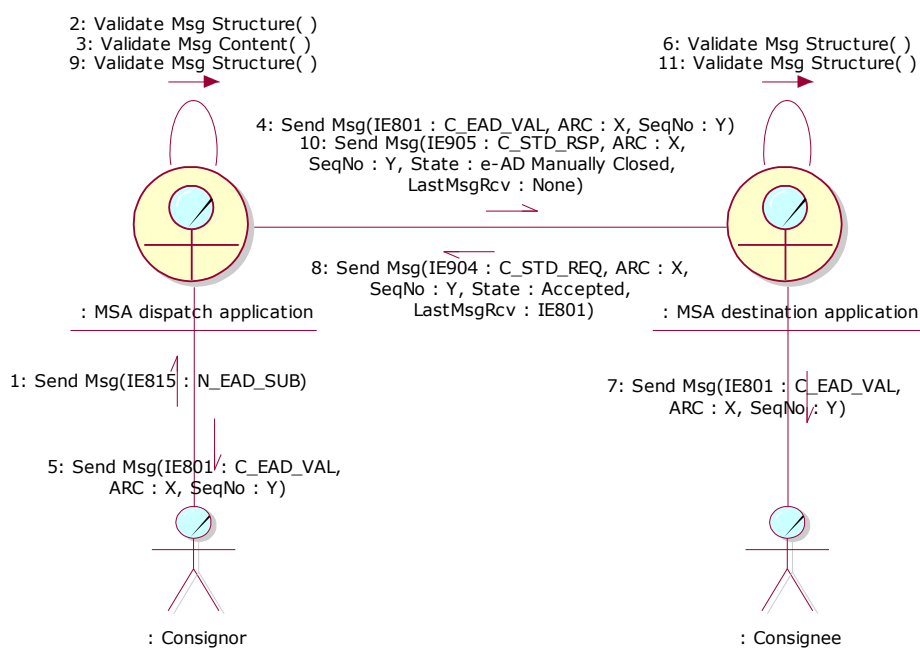 2: Validate Msg Structure( )
3: Validate Msg Content( )
9: Validate Msg Structure( )
6: Validate Msg Structure( )
11: Validate Msg Structure( )
4: Send Msg(IE801 : C_EAD_VAL, ARC : X, SeqNo : Y)
10: Send Msg(IE905 : C_STD_RSP, ARC : X,
SeqNo : Y, State : e-AD Manually Closed,
LastMsgRcv : None)
8: Send Msg(IE904 : C_STD_REQ, ARC : X,
SeqNo : Y, State : Accepted,
LastMsgRcv : IE801)
: MSA dispatch application
: MSA destination application
1: Send Msg(IE815 : N_EAD_SUB)
7: Send Msg(IE801 : C_EAD_VAL,
ARC : X, SeqNo : Y)
5: Send Msg(IE801 : C_EAD_VAL,
ARC : X, SeqNo : Y)
: Consignor
: Consignee